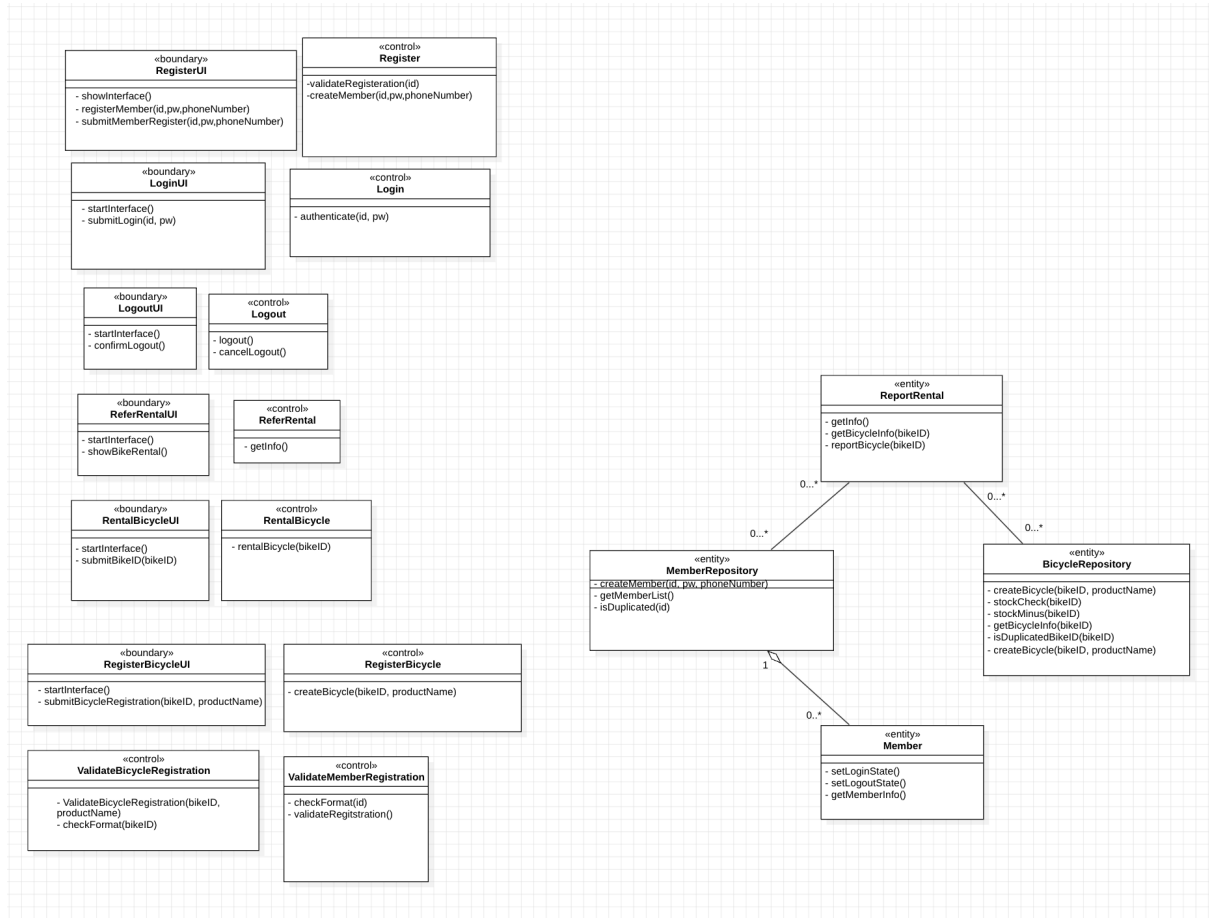 «boundary»
RegisterUI
- showInterface()
- registerMember(id,pw,phoneNumber)
- submitMemberRegister(id,pw,phoneNumber)
«control»
Register
-validateRegisteration(id)
-createMember(id,pw,phoneNumber)
«boundary»
LoginUI
- startInterface()
- submitLogin(id, pw)
«control»
Login
- authenticate(id, pw)
«boundary»
LogoutUI
- startInterface()
- confirmLogout()
«control»
Logout
- logout()
- cancelLogout()
«boundary»
ReferRentalUI
- startInterface()
- showBikeRental()
«control»
ReferRental
- getInfo()
«entity»
ReportRental
- getInfo()
- getBicycleInfo(bikeID)
- reportBicycle(bikeID)
0...*
0...*
0...*
0...*
«boundary»
RentalBicycleUI
- startInterface()
- submitBikeID(bikeID)
«control»
RentalBicycle
- rentalBicycle(bikeID)
«entity»
MemberRepository
- createMember(id, pw, phoneNumber)
- getMemberList()
- isDuplicated(id)
«entity»
BicycleRepository
- createBicycle(bikeID, productName)
- stockCheck(bikeID)
- stockMinus(bikeID)
- getBicycleInfo(bikeID)
- isDuplicatedBikeID(bikeID)
- createBicycle(bikeID, productName)
«boundary»
RegisterBicycleUI
- startInterface()
- submitBicycleRegistration(bikeID, productName)
«control»
RegisterBicycle
- createBicycle(bikeID, productName)
1
0..*
«entity»
Member
- setLoginState()
- setLogoutState()
- getMemberInfo()
«control»
ValidateBicycleRegistration
- ValidateBicycleRegistration(bikeID,
productName)
- checkFormat(bikeID)
«control»
ValidateMemberRegistration
- checkFormat(id)
- validateRegitstration()